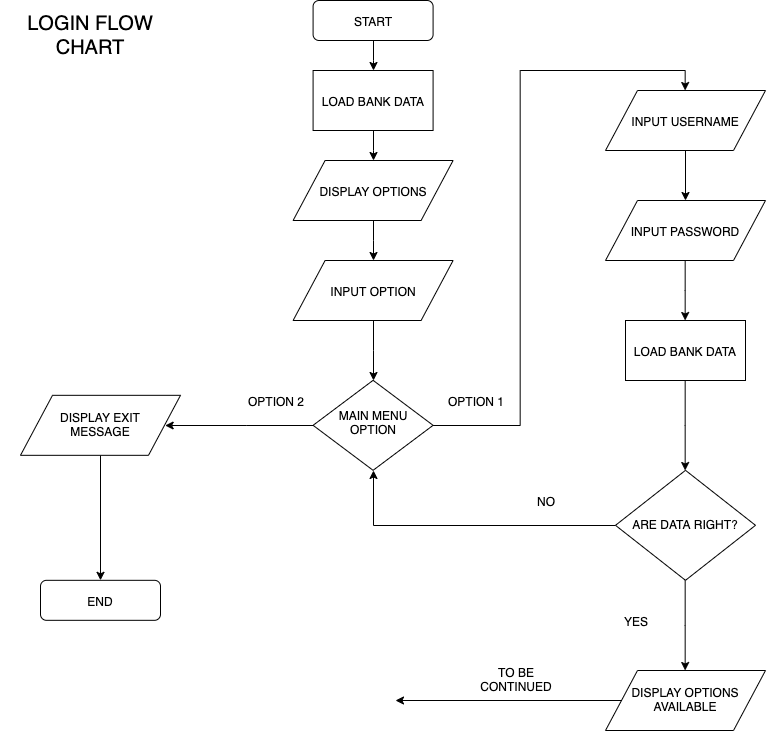 LOGIN FLOW
CHART
START
LOAD BANK DATA
DISPLAY OPTIONS
INPUT OPTION
MAIN MENU
OPTION
OPTION 2
OPTION 1
DISPLAY EXIT
MESSAGE
END
INPUT USERNAME
INPUT PASSWORD
LOAD BANK DATA
ARE DATA RIGHT?
NO
YES
DISPLAY OPTIONS
AVAILABLE
TO BE
CONTINUED